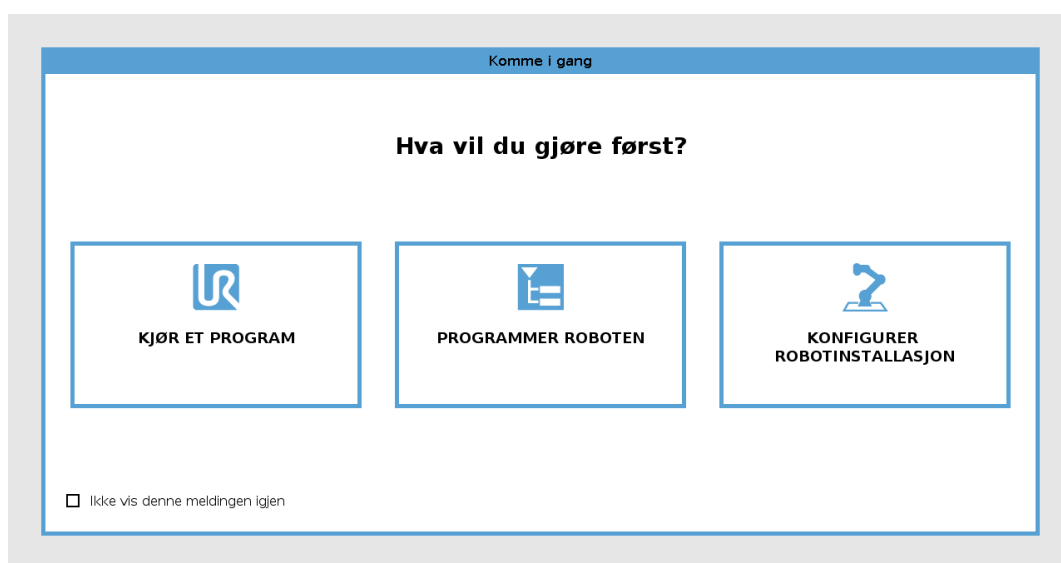 Komme i gang
Hva vil du gjøre først?
KJØR ET PROGRAM
PROGRAMMER ROBOTEN
KONFIGURER
ROBOTINSTALLASJON
Ikke vis denne meldingen igjen